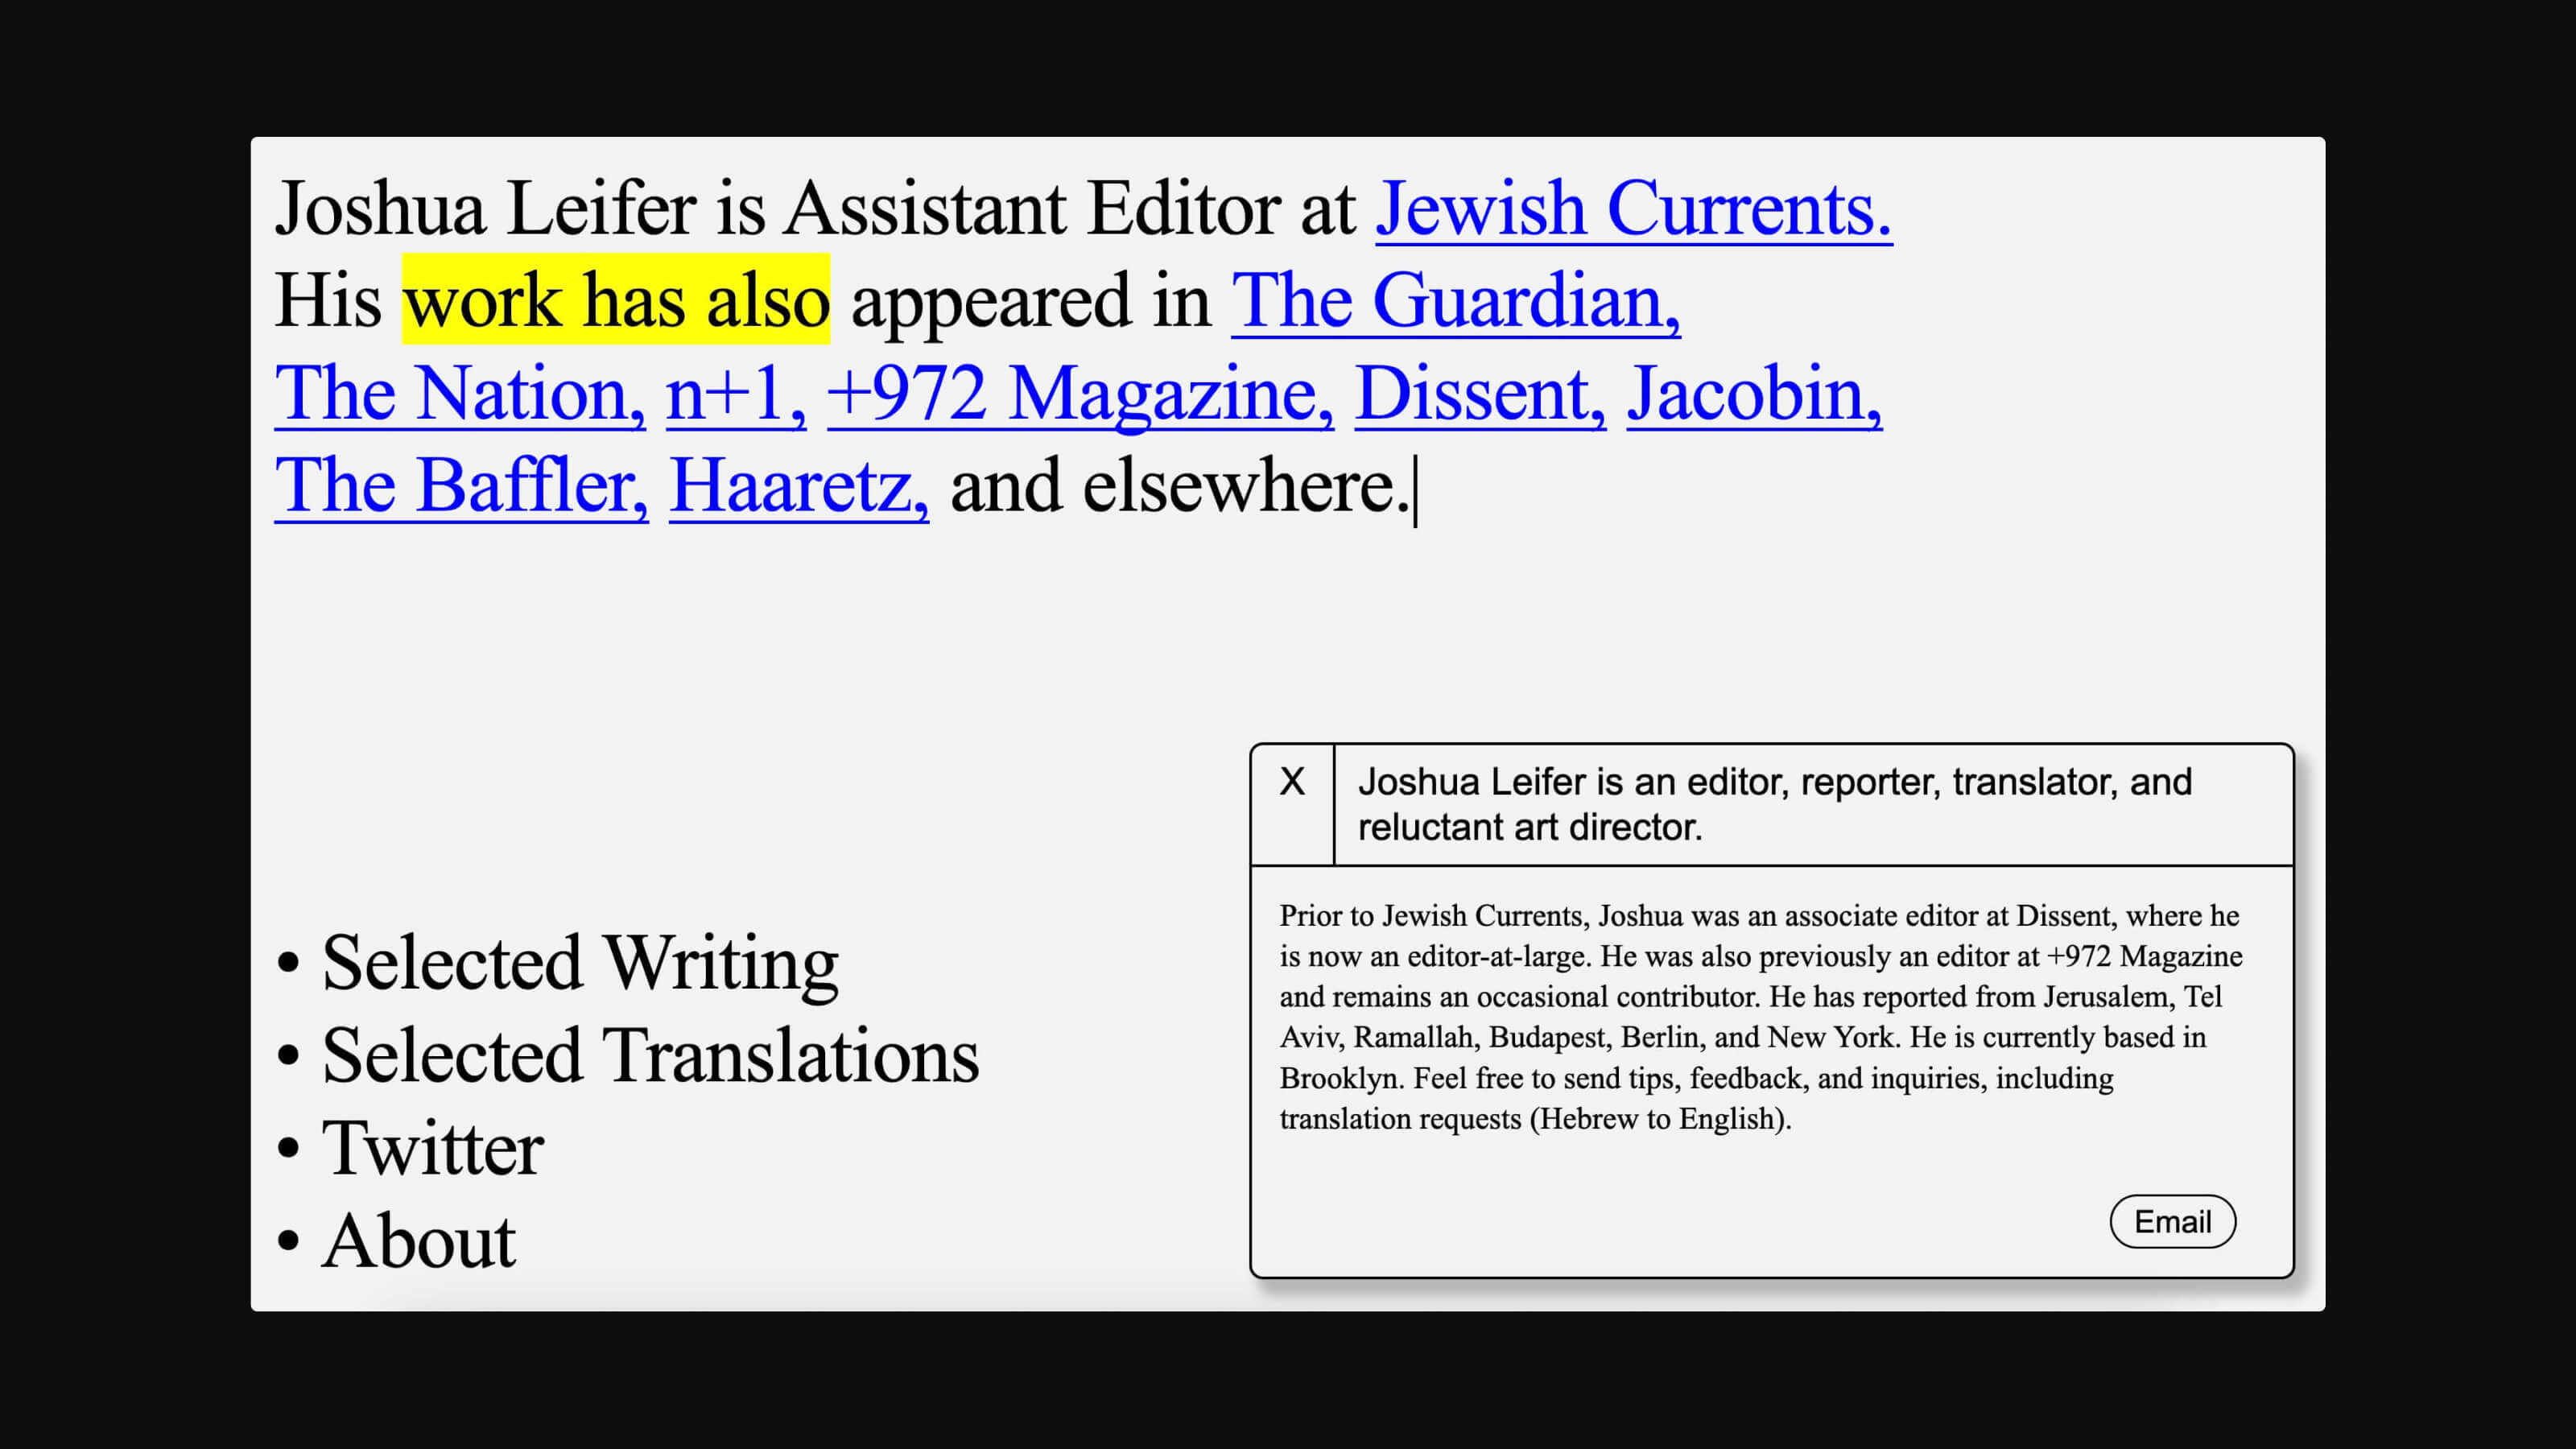 Joshua Leifer is Assistant Editor at Jewish Currents.
His work has also appeared in The Guardian,
The Nation, n+1, +972 Magazine, Dissent, Jacobin,
The Baffler, Haaretz, and elsewhere.
• Selected Writing
• Selected Translations
• Twitter
• About
X
Joshua Leifer is an editor, reporter, translator, and
reluctant art director.
Prior to Jewish Currents, Joshua was an associate editor at Dissent, where he
is now an editor-at-large. He was also previously an editor at +972 Magazine
and remains an occasional contributor. He has reported from Jerusalem, Tel
Aviv, Ramallah, Budapest, Berlin, and New York. He is currently based in
Brooklyn. Feel free to send tips, feedback, and inquiries, including
translation requests (Hebrew to English).
Email